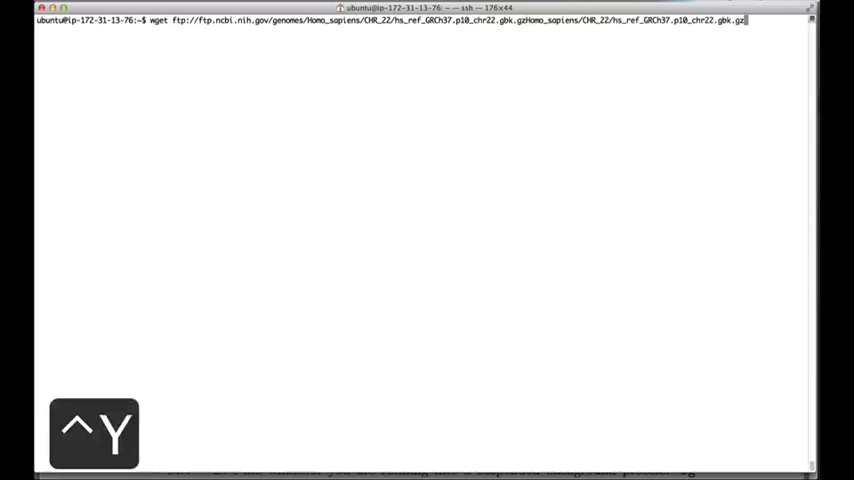 ubuntu@ip-172-31-13-76: ~ — ssh — 176×44
ubuntu@ip-172-31-13-76:~$ wget ftp://ftp.ncbi.nih.gov/genomes/Homo_sapiens/CHR_22/hs_ref_GRCh37.p10_chr22.gbk.gzHomo_sapiens/CHR_22/hs_ref_GRCh37.p10_chr22.gbk.gz
^Y